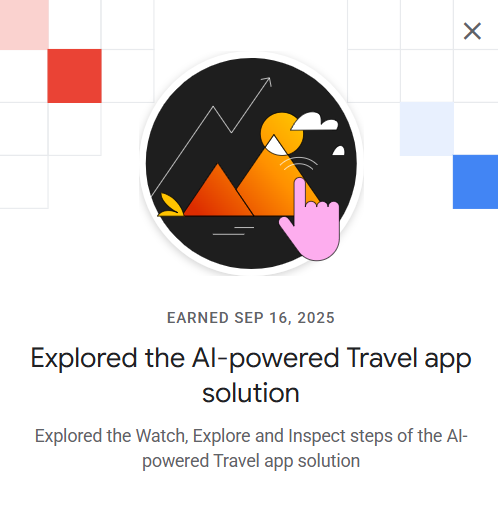 EARNED SEP 16, 2025
Explored the AI-powered Travel app
solution
Explored the Watch, Explore and Inspect steps of the AI-
powered Travel app solution